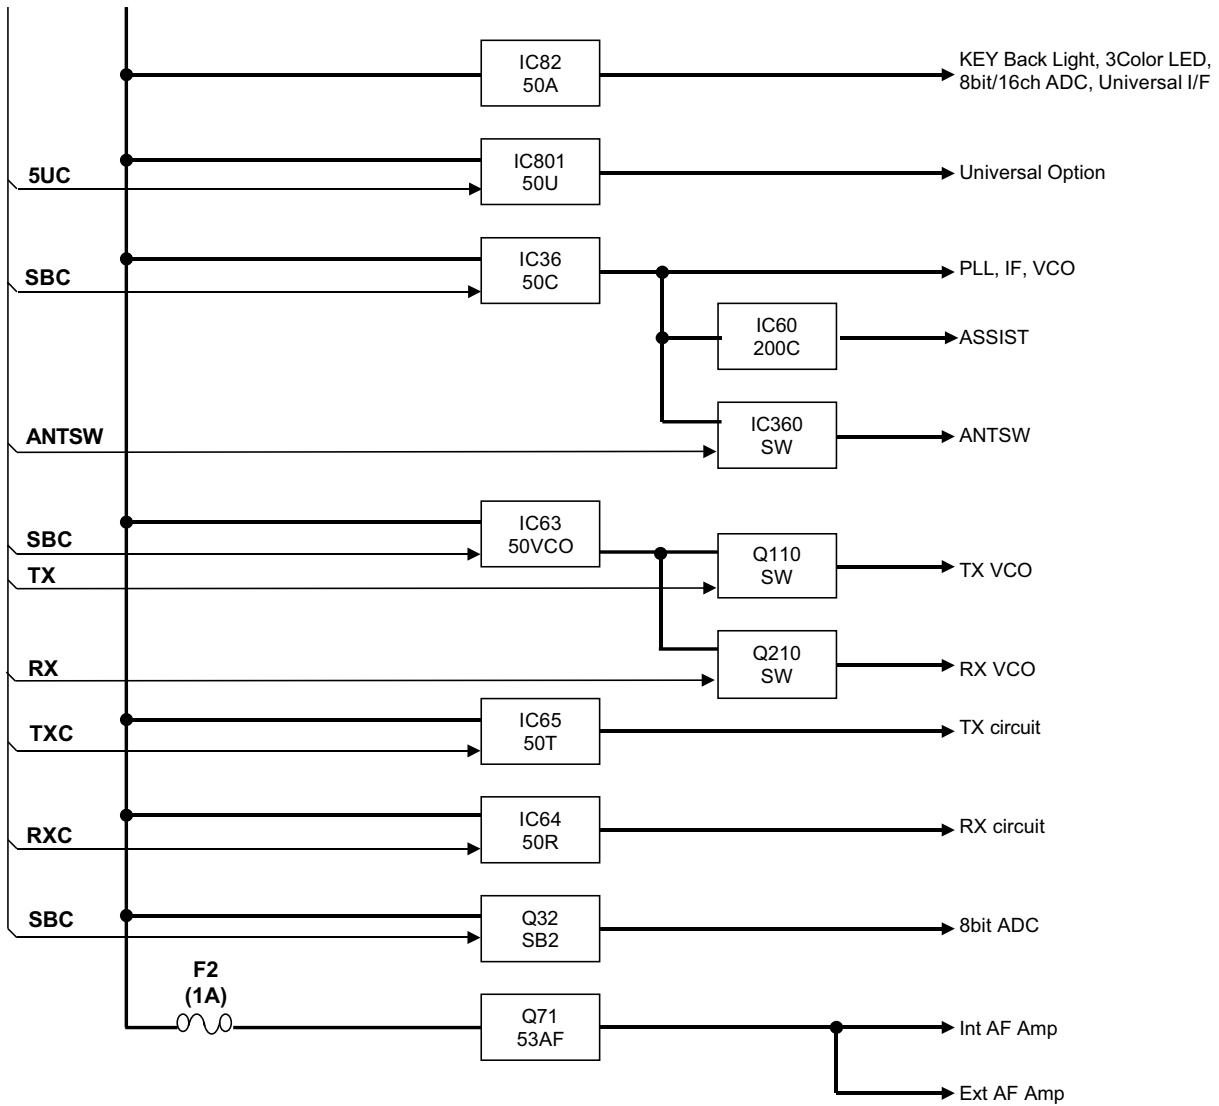 IC82
50A
KEY Back Light, 3Color LED,
8bit/16ch ADC, Universal I/F
5UC
IC801
50U
Universal Option
SBC
IC36
50C
PLL, IF, VCO
IC60
200C
ASSIST
ANTSW
IC360
SW
ANTSW
SBC
IC63
50VCO
TX
Q110
SW
TX VCO
RX
Q210
SW
RX VCO
TXC
IC65
50T
TX circuit
RXC
IC64
50R
RX circuit
SBC
Q32
SB2
8bit ADC
F2
(1A)
Q71
53AF
Int AF Amp
Ext AF Amp